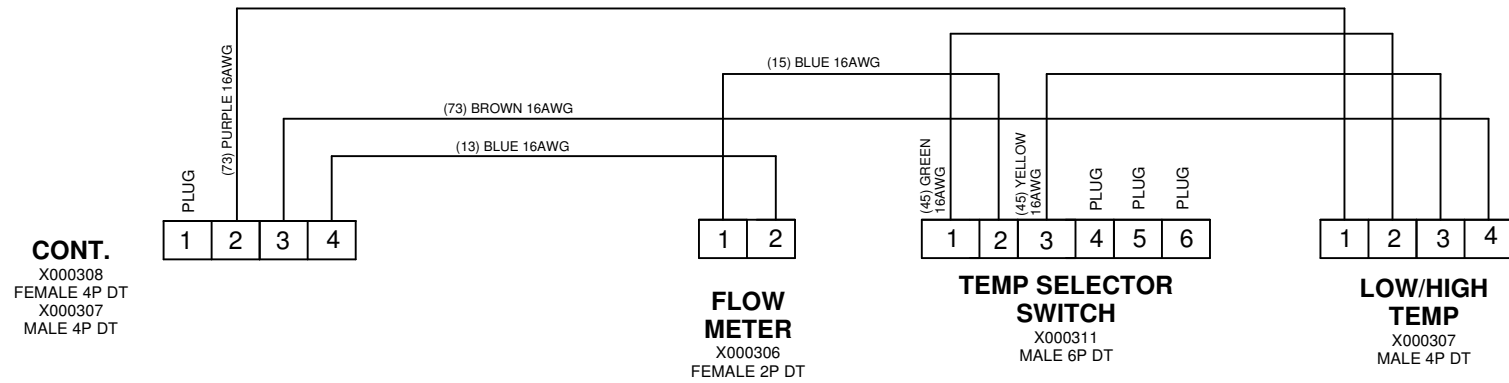 (15) BLUE 16AWG
(73) PURPLE 16AWG
(73) BROWN 16AWG
(13) BLUE 16AWG
PLUG
(45) GREEN
16AWG
(45) YELLOW
16AWG
PLUG
PLUG
PLUG
1 2 3 4
1 2
1 2 3 4 5 6
1 2 3 4
CONT.
X000308
FEMALE 4P DT
X000307
MALE 4P DT
FLOW
METER
X000306
FEMALE 2P DT
TEMP SELECTOR
SWITCH
X000311
MALE 6P DT
LOW/HIGH
TEMP
X000307
MALE 4P DT